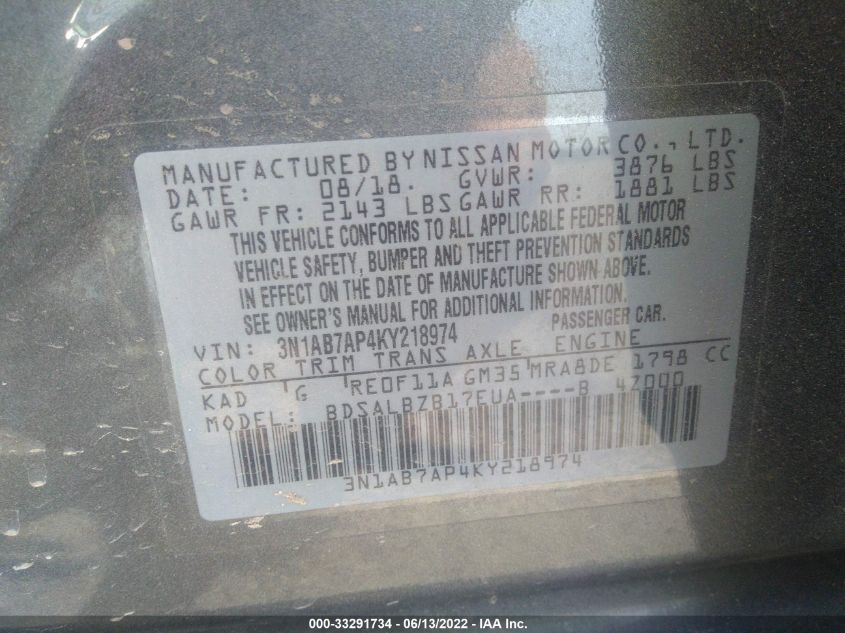 MANUFACTURED BY NISSAN MOTOR CO., LTD.
DATE: 08/18. GVWR: 3876 LBS
GAWR FR: 2143 LBS GAWR RR: 1881 LBS
THIS VEHICLE CONFORMS TO ALL APPLICABLE FEDERAL MOTOR
VEHICLE SAFETY, BUMPER AND THEFT PREVENTION STANDARDS
IN EFFECT ON THE DATE OF MANUFACTURE SHOWN ABOVE.
SEE OWNER'S MANUAL FOR ADDITIONAL INFORMATION.
VIN: 3N1AB7AP4KY218974 PASSENGER CAR.
COLOR TRIM TRANS AXLE ENGINE
KAD G RE0F11A GM35 MRA8DE 1798 CC
MODEL: BDSALBZB17EUA----B 4Z000
3N1AB7AP4KY218974
000-33291734 - 06/13/2022 - IAA Inc.